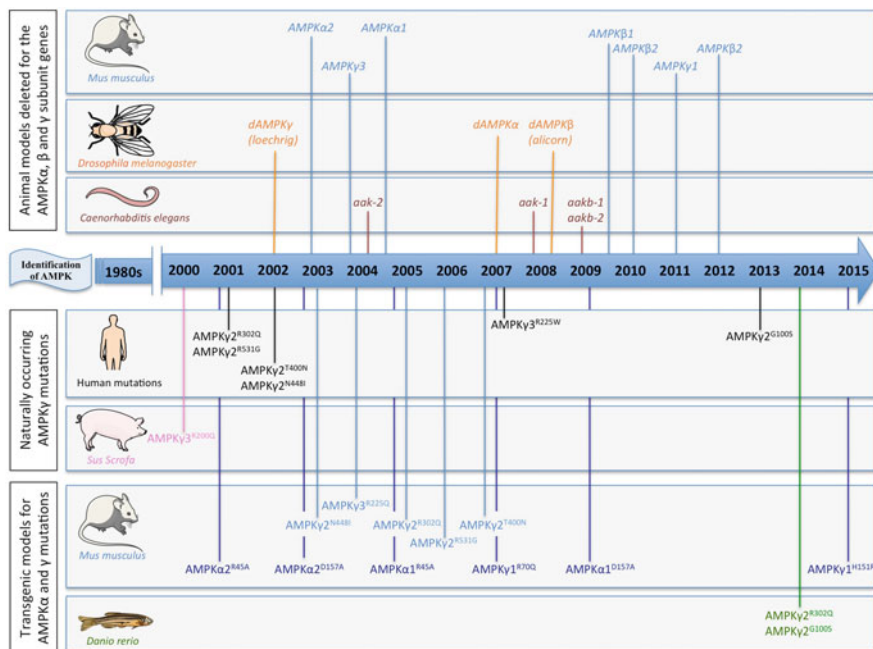 Animal models deleted for the
AMPKα, β and γ subunit genes
AMPKα2
AMPKα1
AMPKγ3
AMPKβ1
AMPKβ2
AMPKγ1
AMPKβ2
Mus musculus
dAMPKγ
(loechrig)
dAMPKα
dAMPKβ
(alicorn)
Drosophila melanogaster
aak-2
aak-1
aakb-1
aakb-2
Caenorhabditis elegans
Identification
of AMPK
1980s
2000 2001 2002 2003 2004 2005 2006 2007 2008 2009 2010 2011 2012 2013 2014 2015
Naturally occurring
AMPKγ mutations
AMPKγ2R302Q
AMPKγ2R531G
AMPKγ2T400N
AMPKγ2N448I
AMPKγ3R225W
AMPKγ2G100S
Human mutations
AMPKγ3R200Q
Sus Scrofa
Transgenic models for
AMPKα and γ mutations
AMPKγ3R225Q
AMPKγ2N448I
AMPKγ2R302Q
AMPKγ2T400N
AMPKγ2R531G
Mus musculus
AMPKα2R45A
AMPKα2D157A
AMPKα1R45A
AMPKγ1R70Q
AMPKα1D157A
AMPKγ1H151R
AMPKγ2R302Q
AMPKγ2G100S
Danio rerio